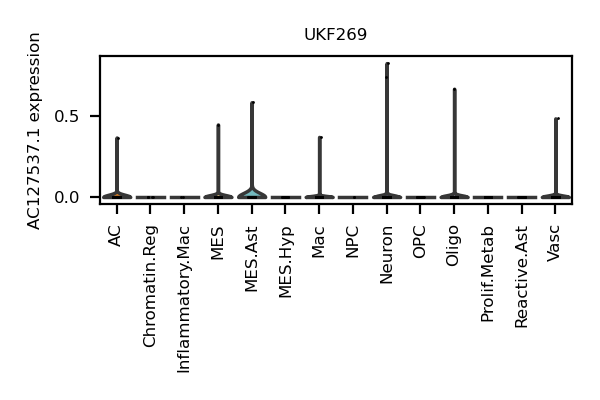 UKF269
AC127537.1 expression
0.5
0.0
AC
Chromatin.Reg
Inflammatory.Mac
MES
MES.Ast
MES.Hyp
Mac
NPC
Neuron
OPC
Oligo
Prolif.Metab
Reactive.Ast
Vasc